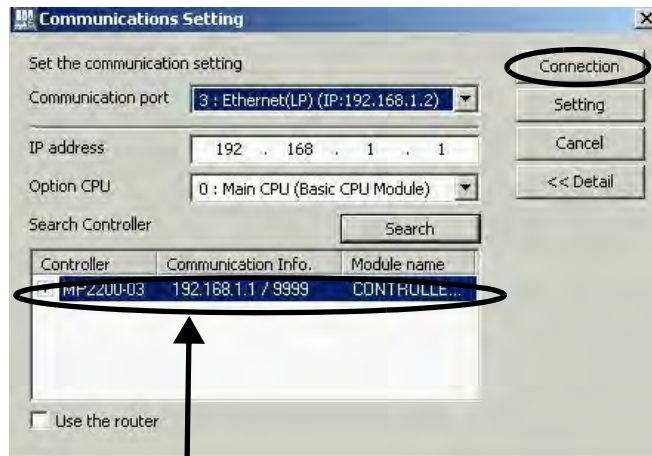 Communications Setting
Set the communication setting
Connection
Communication port 3 : Ethernet(LP) (IP:192.168.1.2)
Setting
IP address 192 . 168 . 1 . 1
Cancel
Option CPU 0 : Main CPU (Basic CPU Module)
<< Detail
Search Controller Search
Controller Communication Info. Module name
MP2200-03 192.168.1.1 / 9999 CONTROLLE...
Use the router